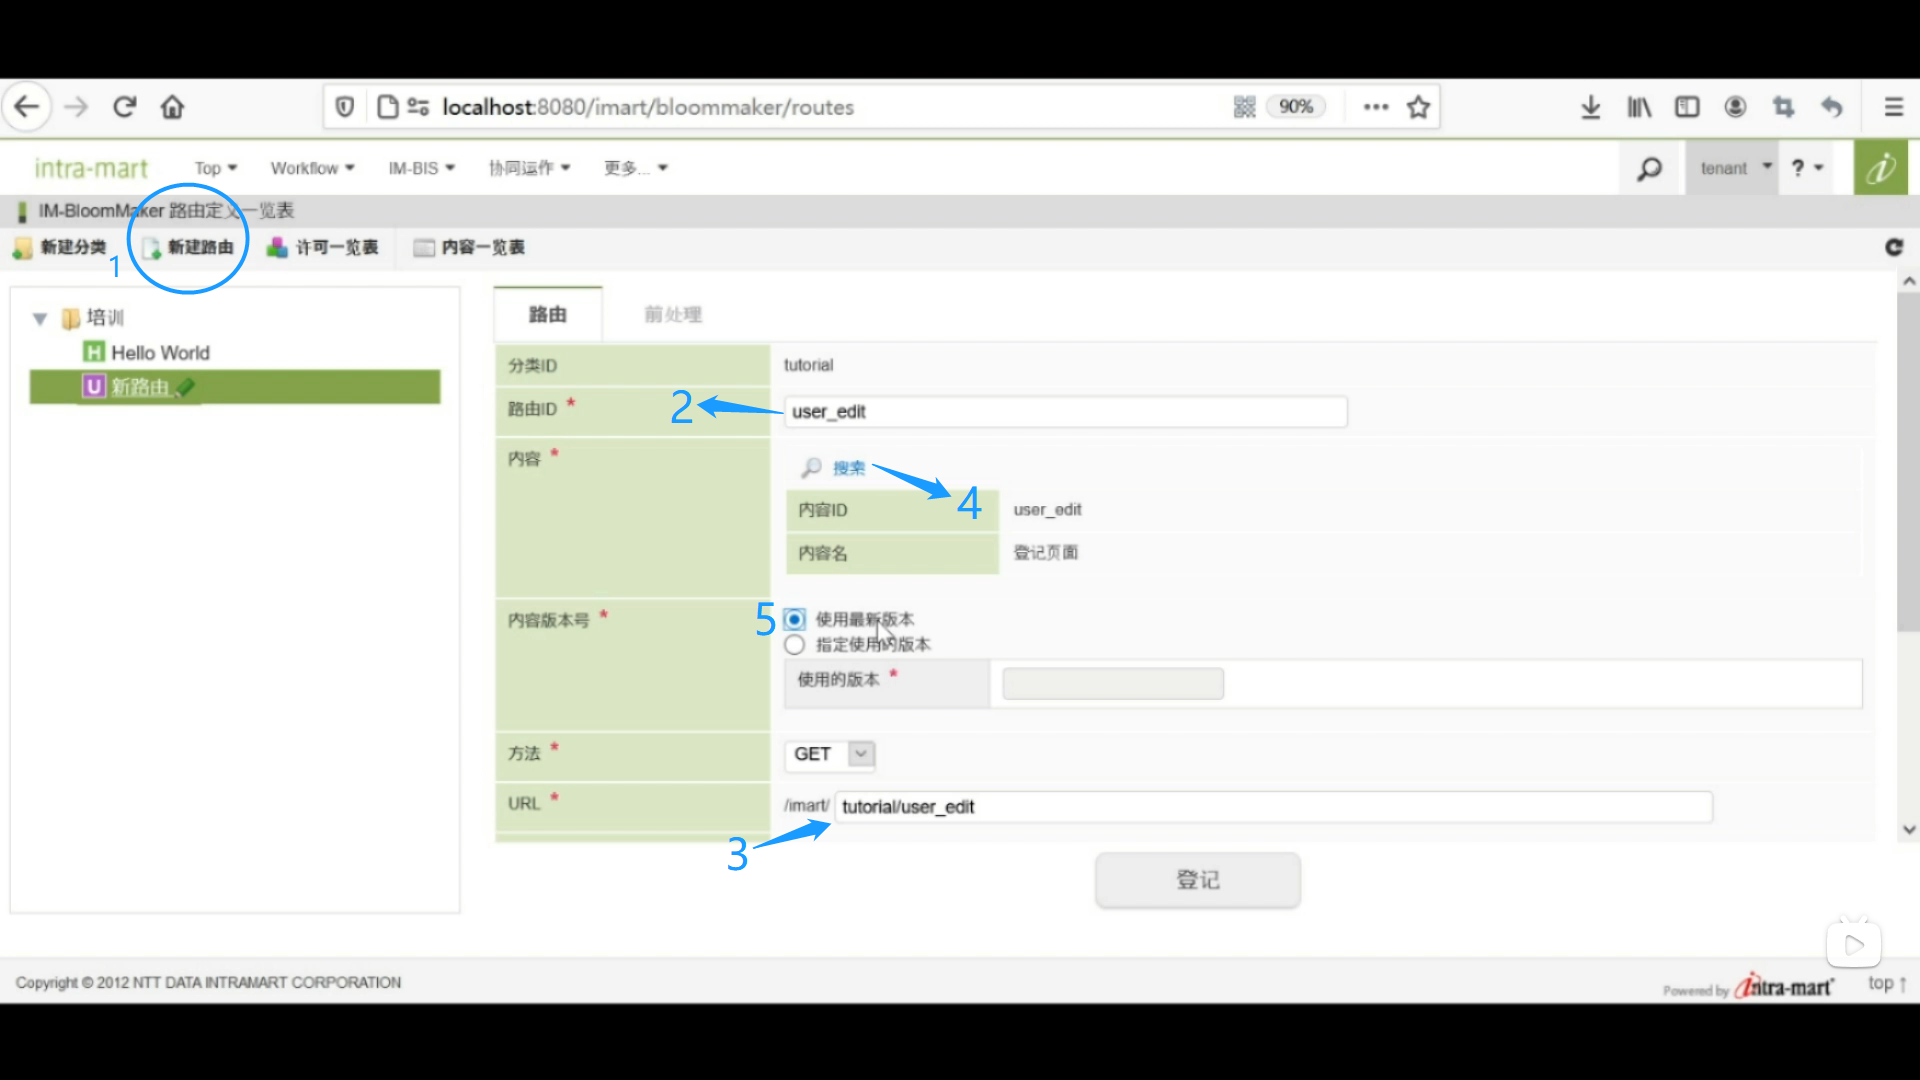 localhost:8080/imart/bloommaker/routes 90%
intra-mart Top Workflow IM-BIS 协同运作 更多... tenant ?
IM-BloomMaker 路由定义一览表
新建分类 1 新建路由 许可一览表 内容一览表
培训
H Hello World
U 新路由
路由 前处理
分类ID tutorial
路由ID * 2 user_edit
内容 * 搜索 4
内容ID user_edit
内容名 登记页面
内容版本号 * 5 使用最新版本
指定使用的版本
使用的版本 *
方法 * GET
URL * /imart/ tutorial/user_edit
3
登记
Copyright © 2012 NTT DATA INTRAMART CORPORATION
Powered by intra-mart top ↑